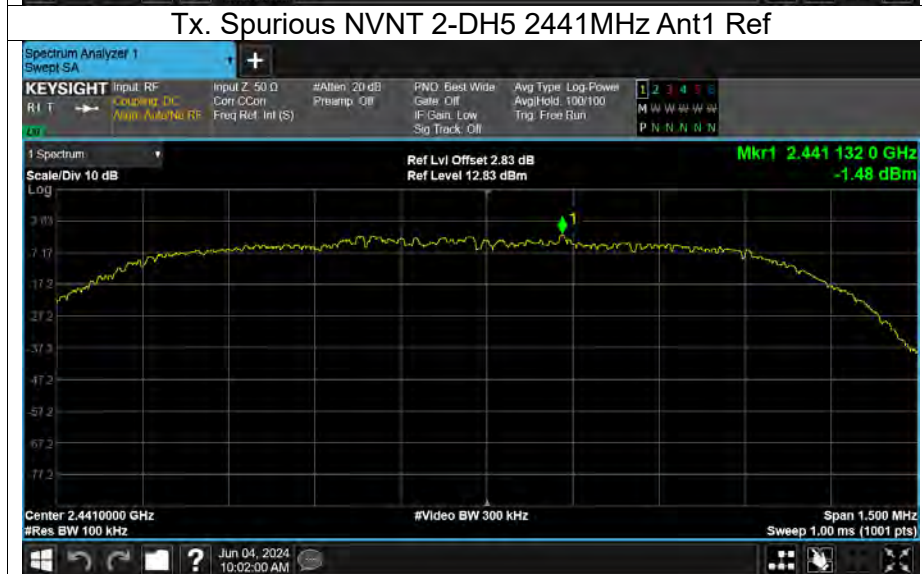 Tx. Spurious NVNT 2-DH5 2441MHz Ant1 Ref
Spectrum Analyzer 1
Swept SA
+
KEYSIGHT Input: RF Input Z: 50 Ω #Atten: 20 dB PNO: Best Wide Avg Type: Log-Power 1 2 3 4 5 6
RLT Coupling: DC Corr CCorr Preamp: Off Gate: Off Avg|Hold: 100/100 M W W W W W
Align: Auto/No RF Freq Ref: Int (S) IF Gain: Low Trig: Free Run
Sig Track: Off P N N N N N
1 Spectrum
Ref Lvl Offset 2.83 dB Mkr1 2.441 132 0 GHz
Scale/Div 10 dB Ref Level 12.83 dBm -1.48 dBm
Log
2.83
1
-7.17
-17.2
-27.2
-37.2
-47.2
-57.2
-67.2
-77.2
Center 2.4410000 GHz #Video BW 300 kHz Span 1.500 MHz
#Res BW 100 kHz Sweep 1.00 ms (1001 pts)
? Jun 04, 2024
10:02:00 AM